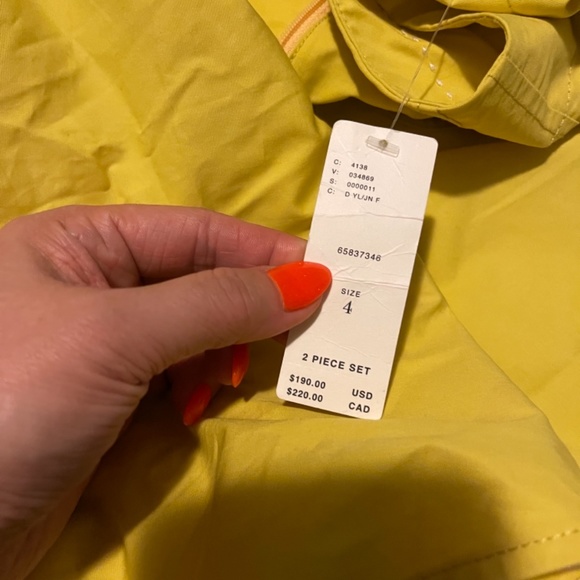 C: 4138
V: 034869
S: 0000011
C: D YL/JN F
65837346
SIZE
4
2 PIECE SET
$190.00 USD
$220.00 CAD